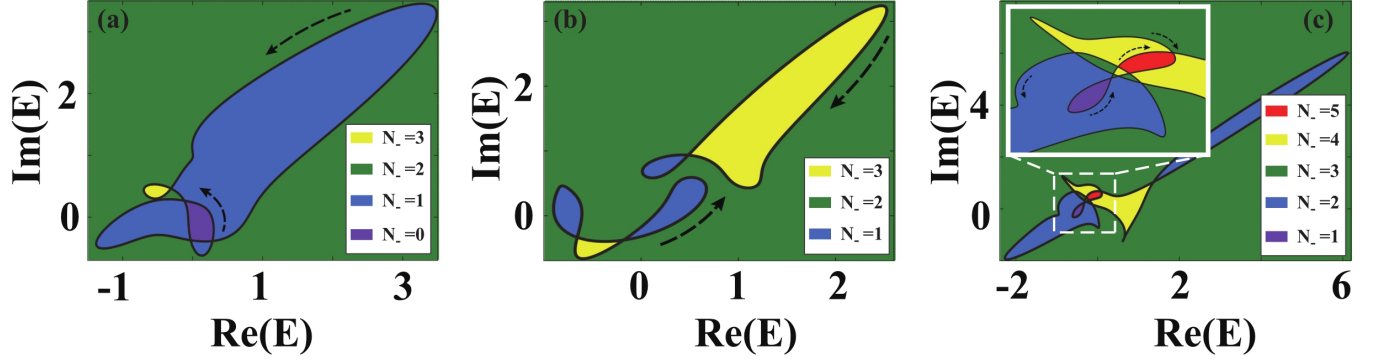 (a)
Im(E)
2
0
N_ =3
N_ =2
N_ =1
N_ =0
-1
1
3
Re(E)
(b)
Im(E)
2
0
N_ =3
N_ =2
N_ =1
0
1
2
Re(E)
(c)
Im(E)
4
0
N_ =5
N_ =4
N_ =3
N_ =2
N_ =1
-2
2
6
Re(E)